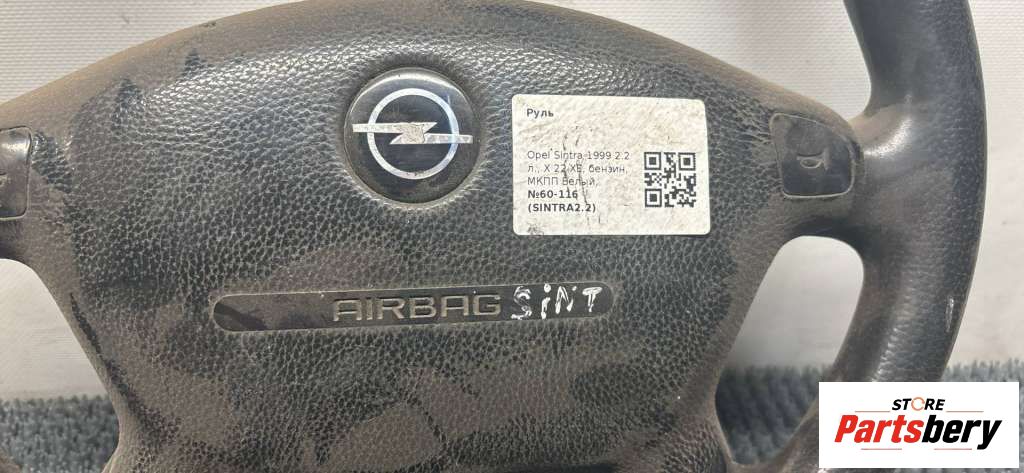 Руль
Opel Sintra 1999 2.2
л., X 22 XE, бензин,
МКПП Белый,
№60-116
(SINTRA2.2)
AIRBAG SiNT
STORE
Partsbery